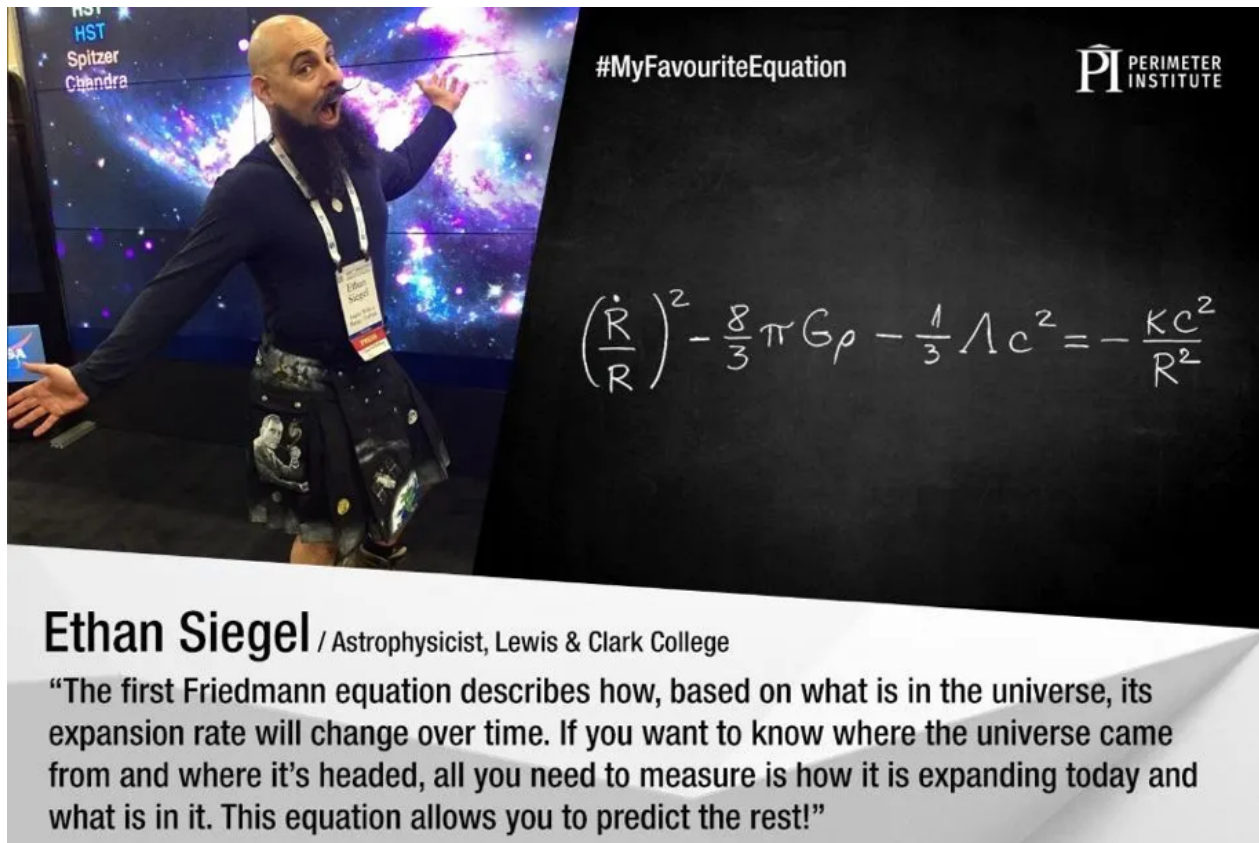 HST
HST
Spitzer
Chandra
#MyFavouriteEquation
PI PERIMETER
INSTITUTE
Ethan
Siegel
PRESS
(Ṙ/R)² - 8/3 πGρ - 1/3 Λc² = - kc²/R²
Ethan Siegel / Astrophysicist, Lewis & Clark College
“The first Friedmann equation describes how, based on what is in the universe, its
expansion rate will change over time. If you want to know where the universe came
from and where it’s headed, all you need to measure is how it is expanding today and
what is in it. This equation allows you to predict the rest!”